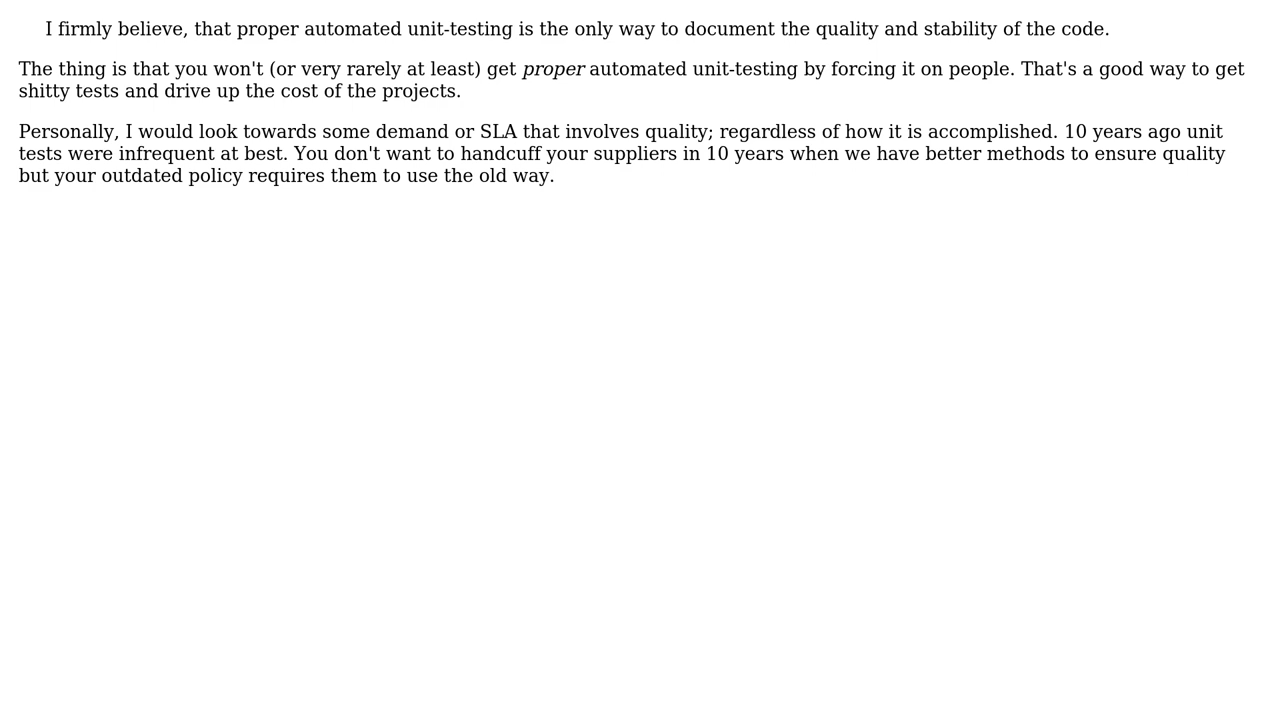 I firmly believe, that proper automated unit-testing is the only way to document the quality and stability of the code.
The thing is that you won't (or very rarely at least) get proper automated unit-testing by forcing it on people. That's a good way to get
shitty tests and drive up the cost of the projects.
Personally, I would look towards some demand or SLA that involves quality; regardless of how it is accomplished. 10 years ago unit
tests were infrequent at best. You don't want to handcuff your suppliers in 10 years when we have better methods to ensure quality
but your outdated policy requires them to use the old way.